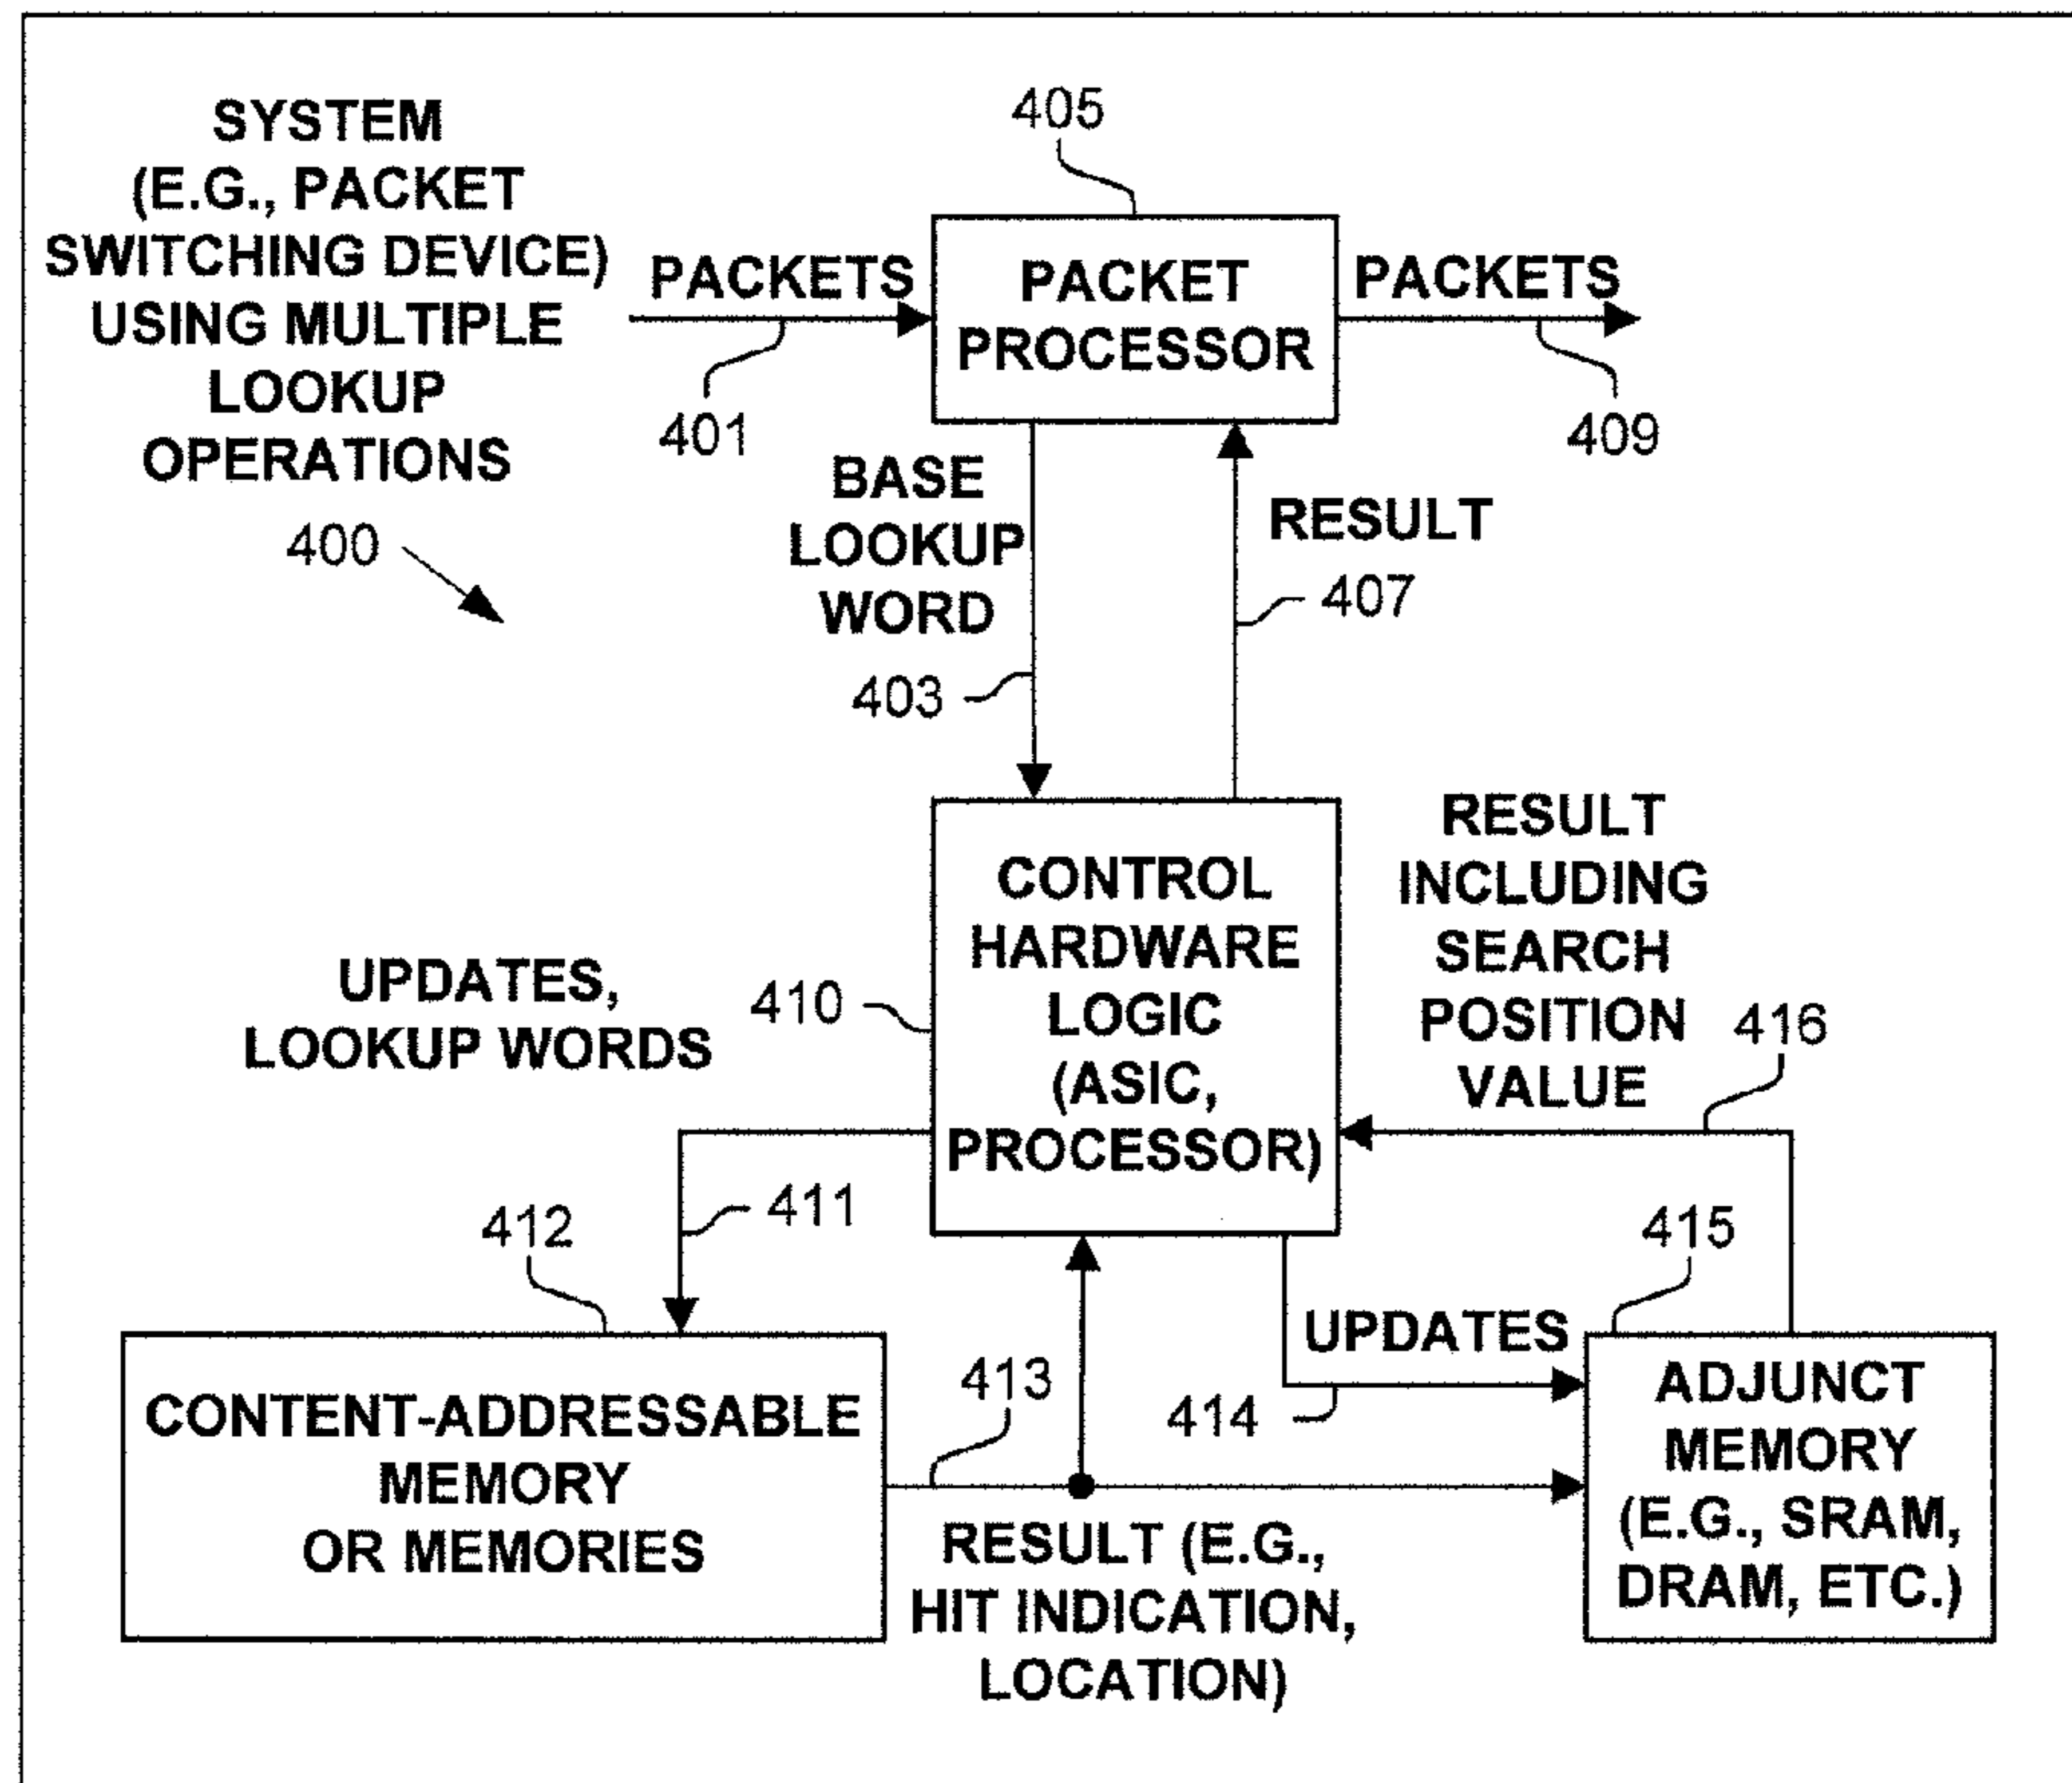 SYSTEM
(E.G., PACKET
SWITCHING DEVICE)
USING MULTIPLE
LOOKUP
OPERATIONS
400
405
PACKETS
401
PACKET
PROCESSOR
PACKETS
409
BASE
LOOKUP
WORD
403
RESULT
407
CONTROL
HARDWARE
LOGIC
(ASIC,
PROCESSOR)
410
RESULT
INCLUDING
SEARCH
POSITION
VALUE
416
UPDATES,
LOOKUP WORDS
411
412
CONTENT-ADDRESSABLE
MEMORY
OR MEMORIES
413
RESULT (E.G.,
HIT INDICATION,
LOCATION)
UPDATES
414
415
ADJUNCT
MEMORY
(E.G., SRAM,
DRAM, ETC.)